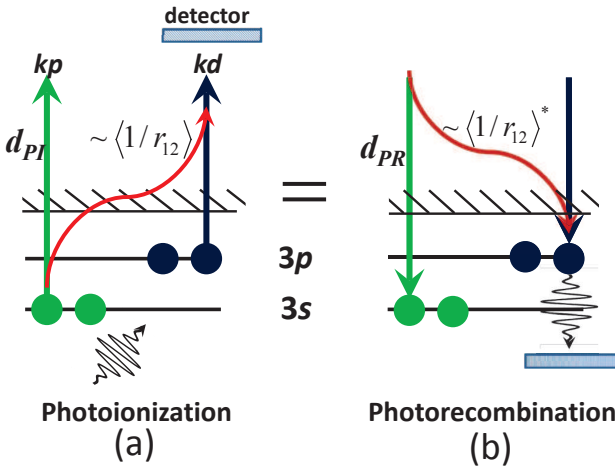 detector
kp
kd
d_PI
~ ⟨1/r₁₂⟩
=
3p
3s
Photoionization
(a)
~ ⟨1/r₁₂⟩*
d_PR
Photorecombination
(b)